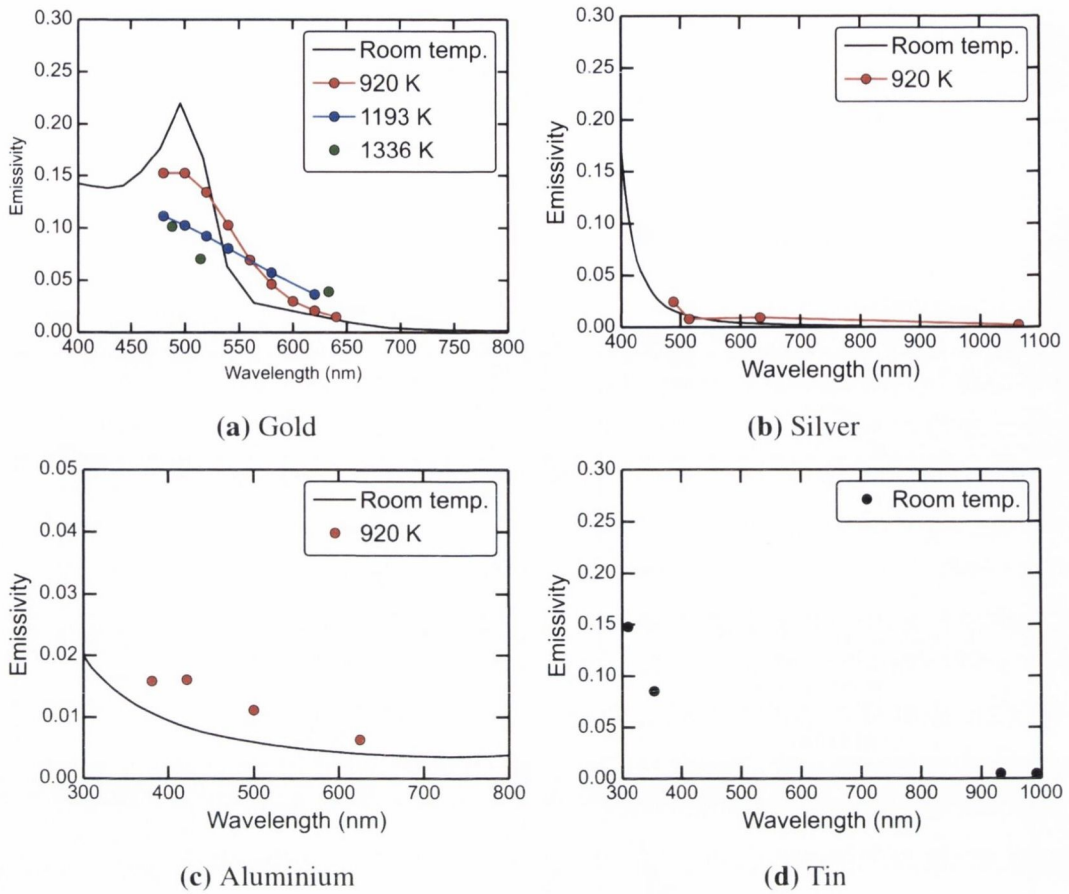 0.30
0.25
0.20
0.15
0.10
0.05
0.00
Emissivity
400 450 500 550 600 650 700 750 800
Wavelength (nm)
Room temp.
920 K
1193 K
1336 K
(a) Gold
0.30
0.25
0.20
0.15
0.10
0.05
0.00
Emissivity
400 500 600 700 800 900 1000 1100
Wavelength (nm)
Room temp.
920 K
(b) Silver
0.05
0.04
0.03
0.02
0.01
0.00
Emissivity
300 400 500 600 700 800
Wavelength (nm)
Room temp.
920 K
(c) Aluminium
0.30
0.25
0.20
0.15
0.10
0.05
0.00
Emissivity
300 400 500 600 700 800 900 1000
Wavelength (nm)
Room temp.
(d) Tin